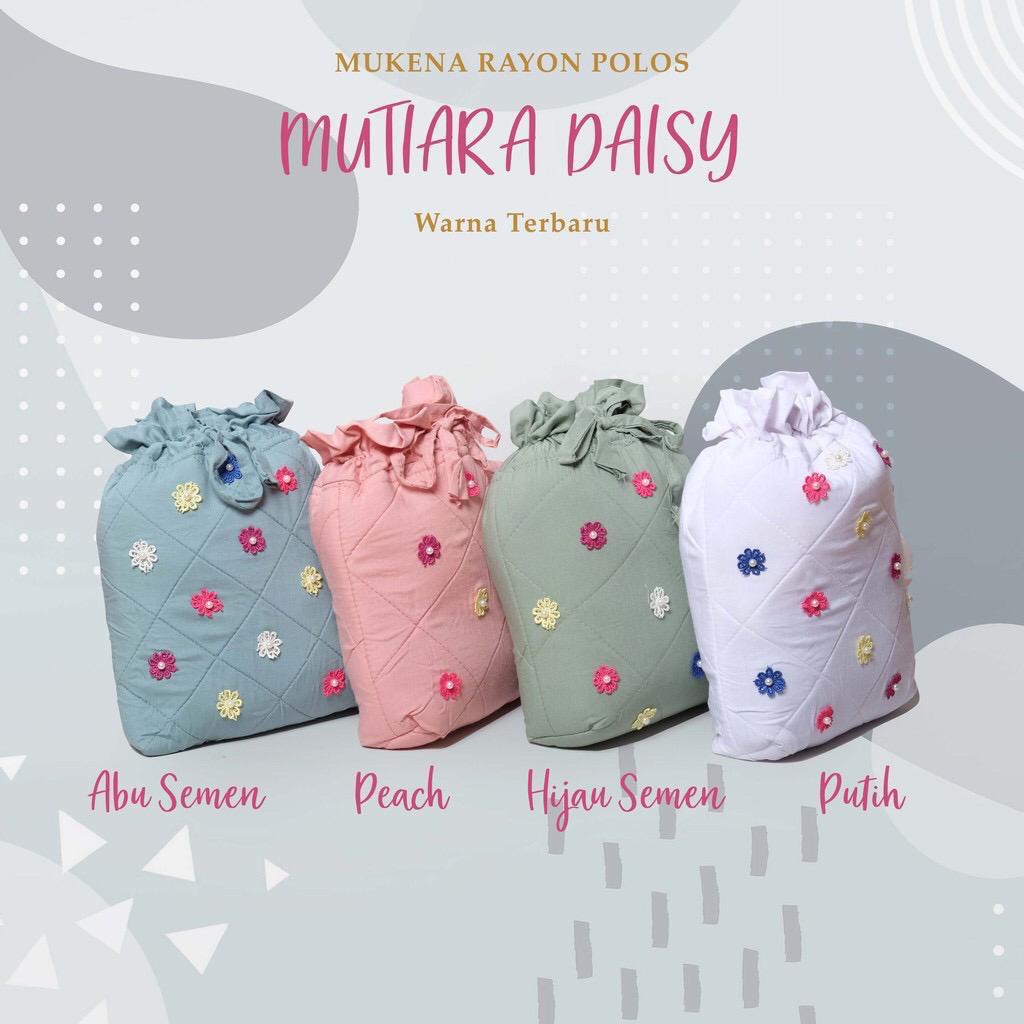 MUKENA RAYON POLOS
MUTIARA DAISY
Warna Terbaru
Abu Semen
Peach
Hijau Semen
Putih